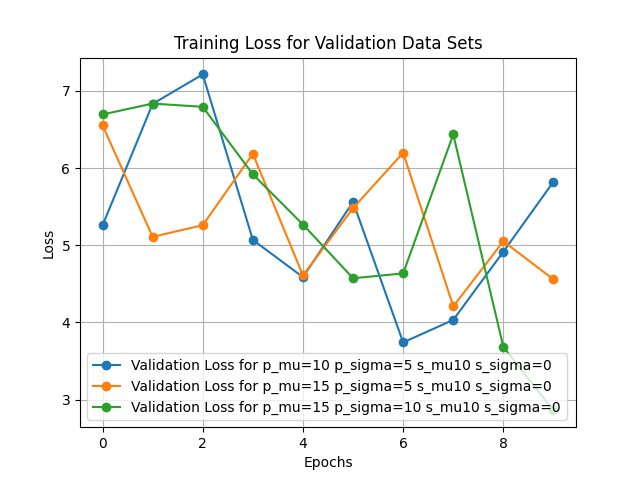 Training Loss for Validation Data Sets
7
6
5
4
3
Loss
Validation Loss for p_mu=10 p_sigma=5 s_mu10 s_sigma=0
Validation Loss for p_mu=15 p_sigma=5 s_mu10 s_sigma=0
Validation Loss for p_mu=15 p_sigma=10 s_mu10 s_sigma=0
0 2 4 6 8
Epochs